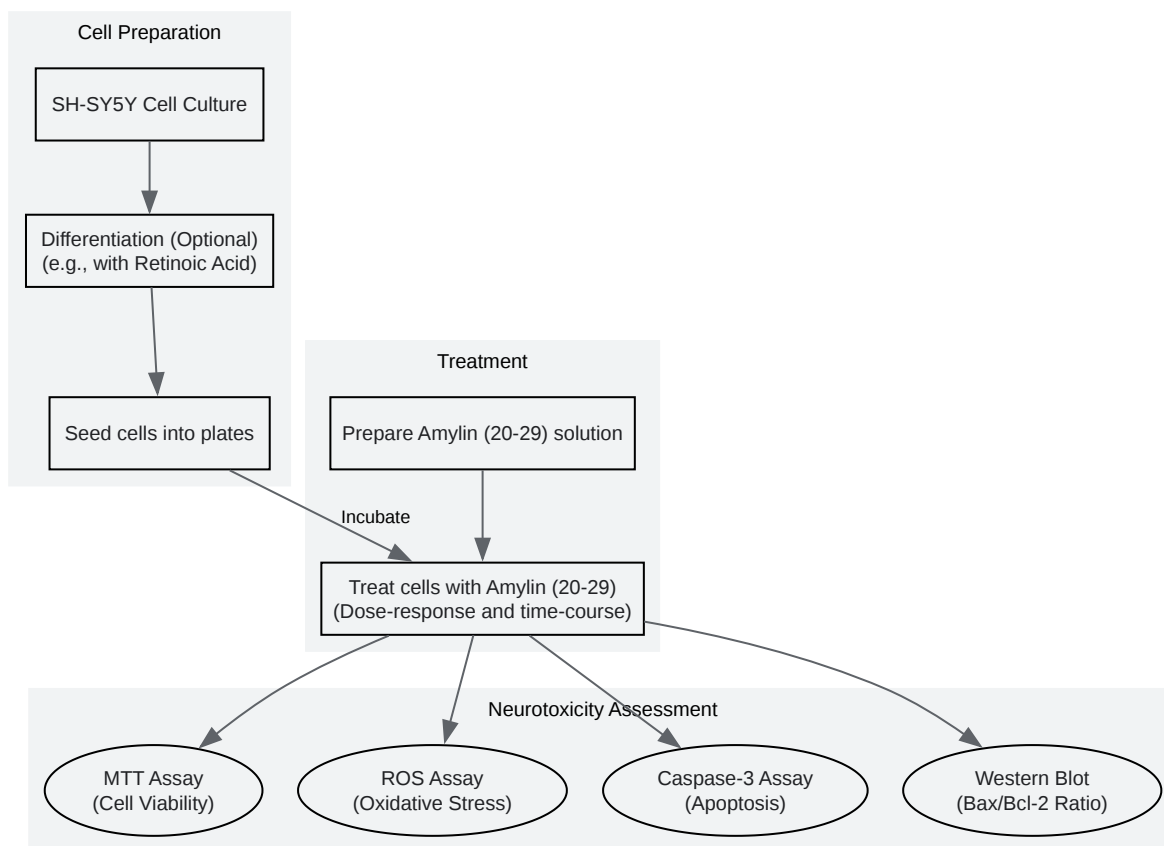 Cell Preparation
SH-SY5Y Cell Culture
Differentiation (Optional)
(e.g., with Retinoic Acid)
Seed cells into plates
Treatment
Prepare Amylin (20-29) solution
Incubate
Treat cells with Amylin (20-29)
(Dose-response and time-course)
Neurotoxicity Assessment
MTT Assay
(Cell Viability)
ROS Assay
(Oxidative Stress)
Caspase-3 Assay
(Apoptosis)
Western Blot
(Bax/Bcl-2 Ratio)